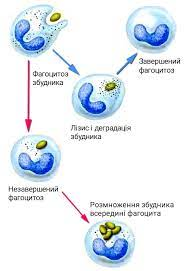 Фагоцитоз
збудника
Завершений
фагоцитоз
Лізис і деградація
збудника
Незавершений
фагоцитоз
Розмноження збудника
всередині фагоцита